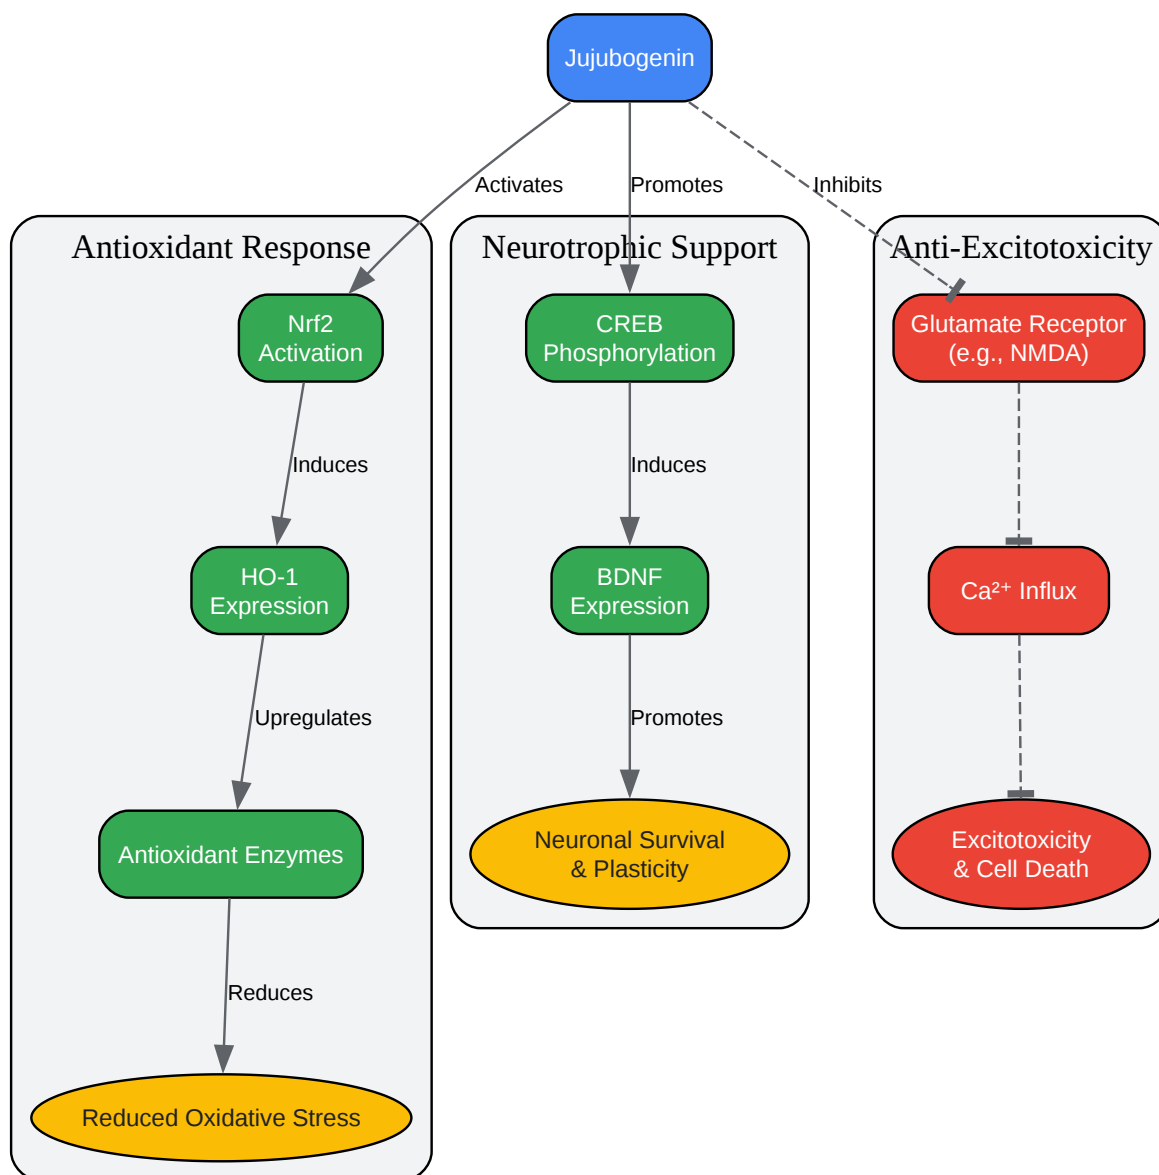 Jujubogenin
Activates
Promotes
Inhibits
Antioxidant Response
Neurotrophic Support
Anti-Excitotoxicity
Nrf2
Activation
CREB
Phosphorylation
Glutamate Receptor
(e.g., NMDA)
Induces
Induces
HO-1
Expression
BDNF
Expression
Ca²⁺ Influx
Upregulates
Promotes
Antioxidant Enzymes
Neuronal Survival
& Plasticity
Excitotoxicity
& Cell Death
Reduces
Reduced Oxidative Stress